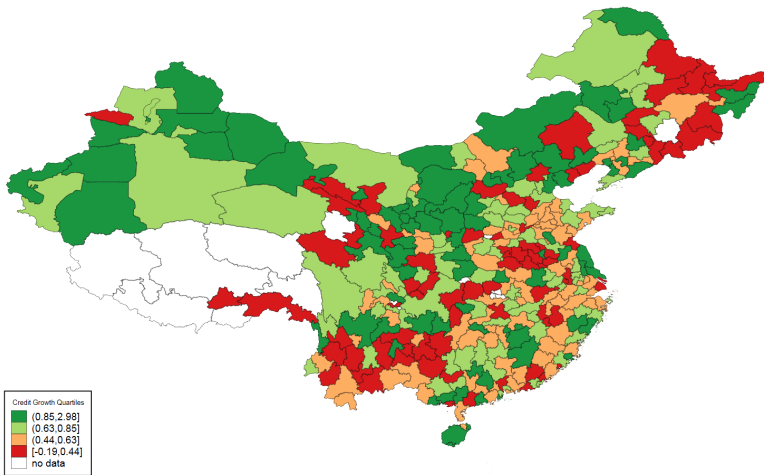 Credit Growth Quartiles
(0.85,2.98]
(0.63,0.85]
(0.44,0.63]
[-0.19,0.44]
no data